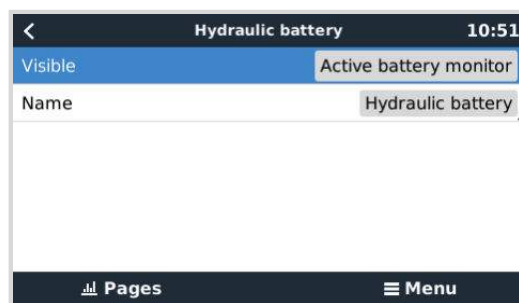 Hydraulic battery 10:51
Visible Active battery monitor
Name Hydraulic battery
Pages Menu